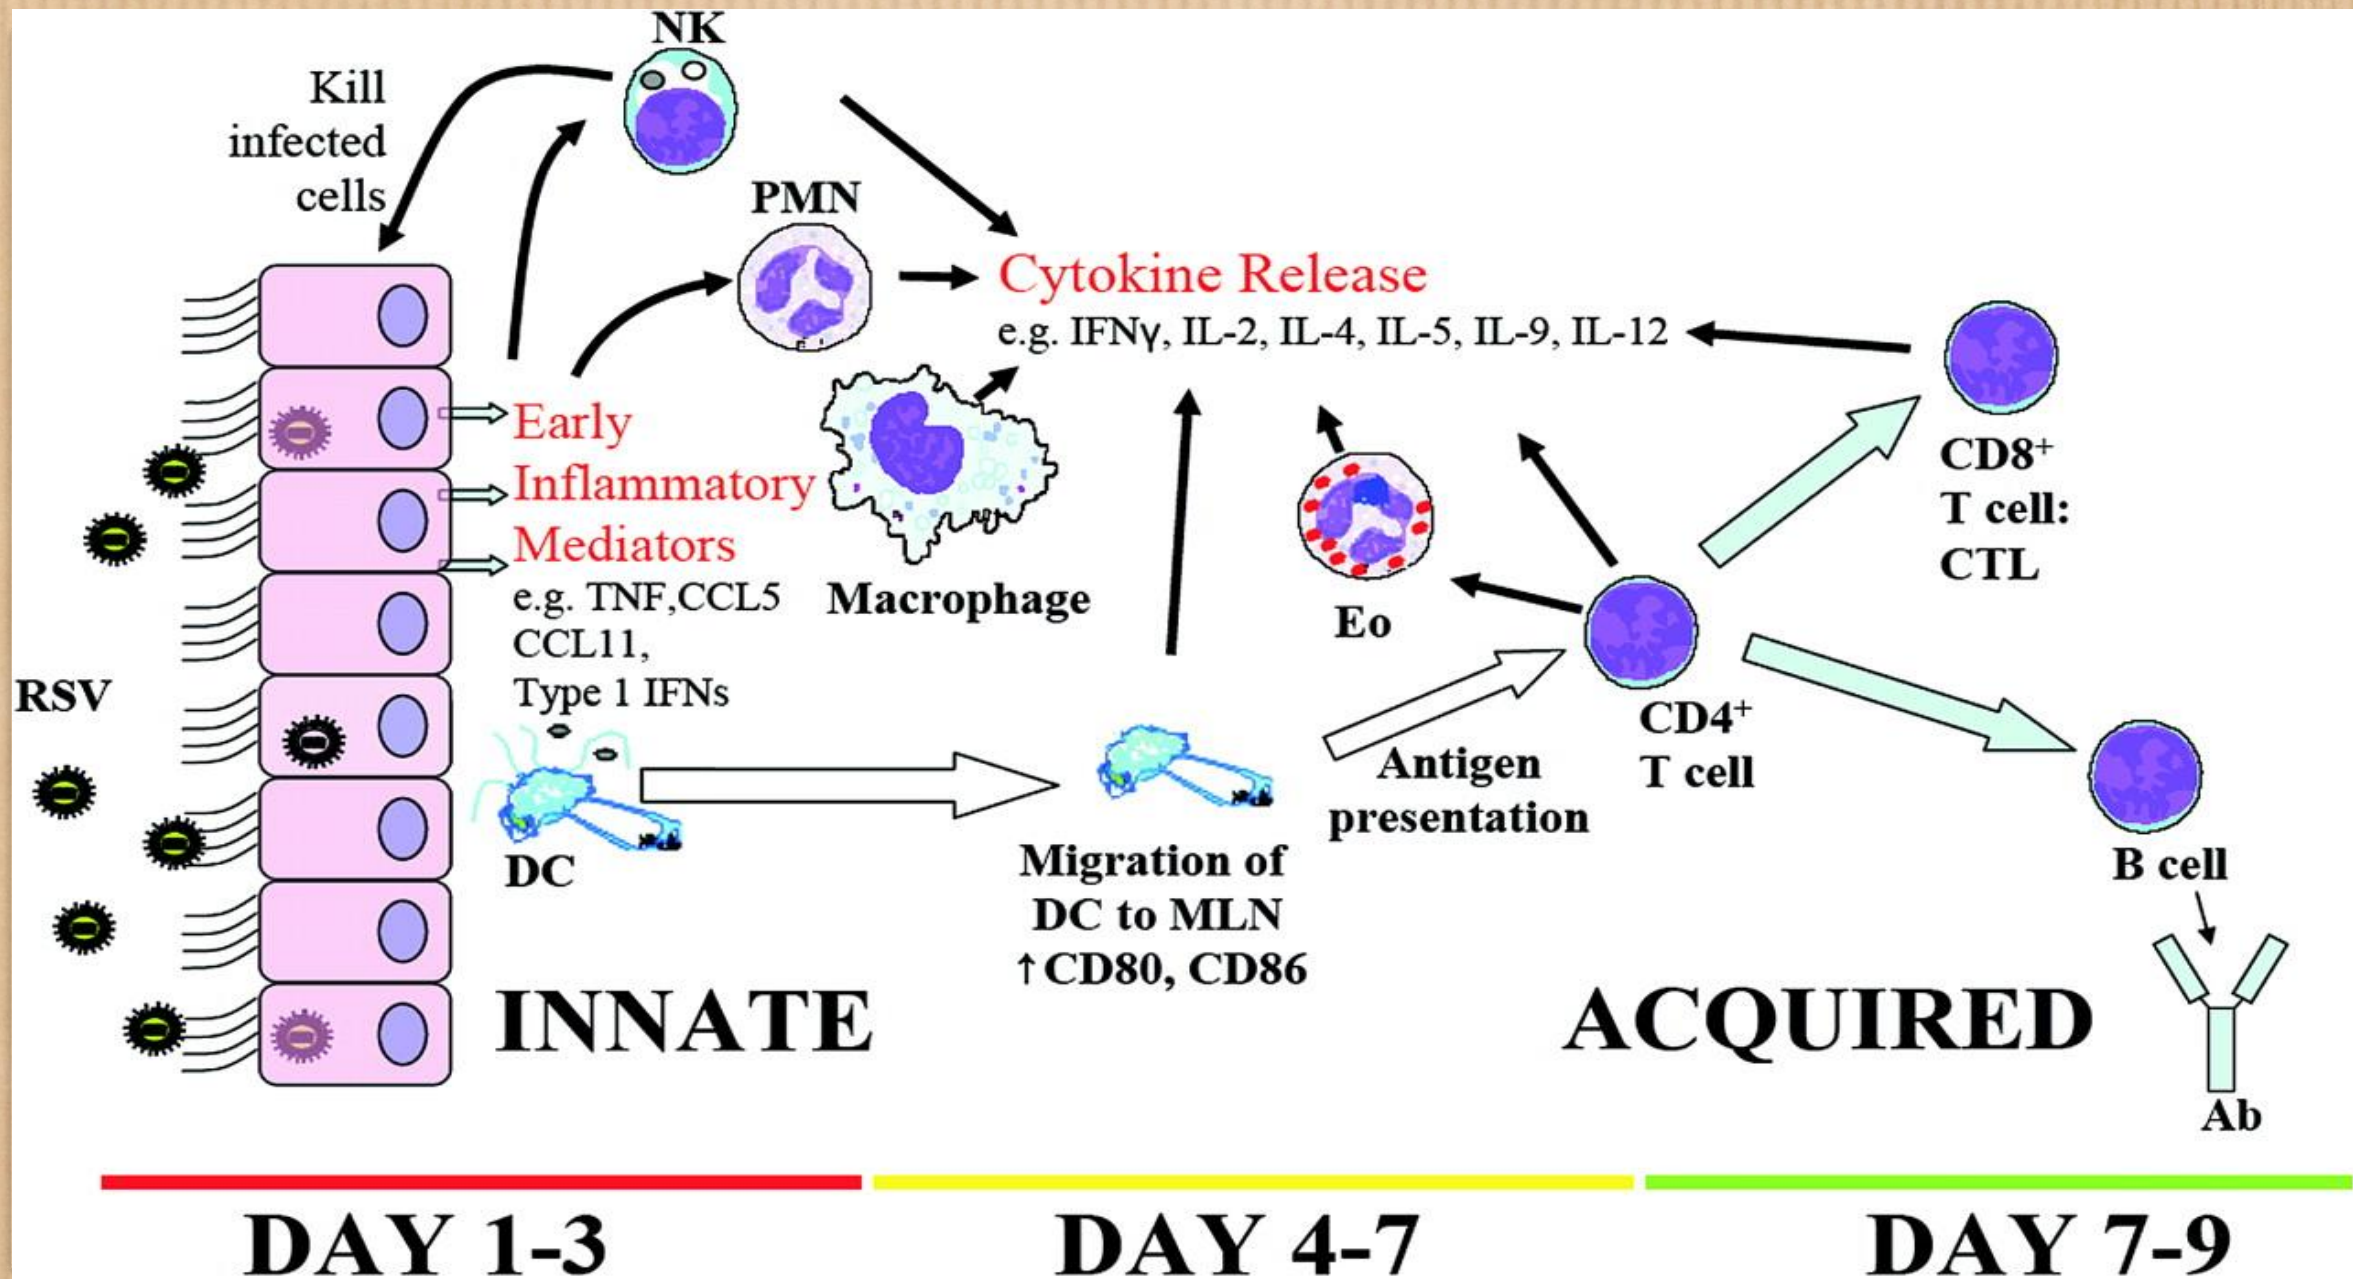 NK
Kill
infected
cells
PMN
Cytokine Release
e.g. IFNγ, IL-2, IL-4, IL-5, IL-9, IL-12
Early
Inflammatory
Mediators
e.g. TNF,CCL5
CCL11,
Type 1 IFNs
Macrophage
Eo
CD8+
T cell:
CTL
RSV
CD4+
T cell
Antigen
presentation
DC
Migration of
DC to MLN
↑CD80, CD86
B cell
INNATE
ACQUIRED
Ab
DAY 1-3
DAY 4-7
DAY 7-9